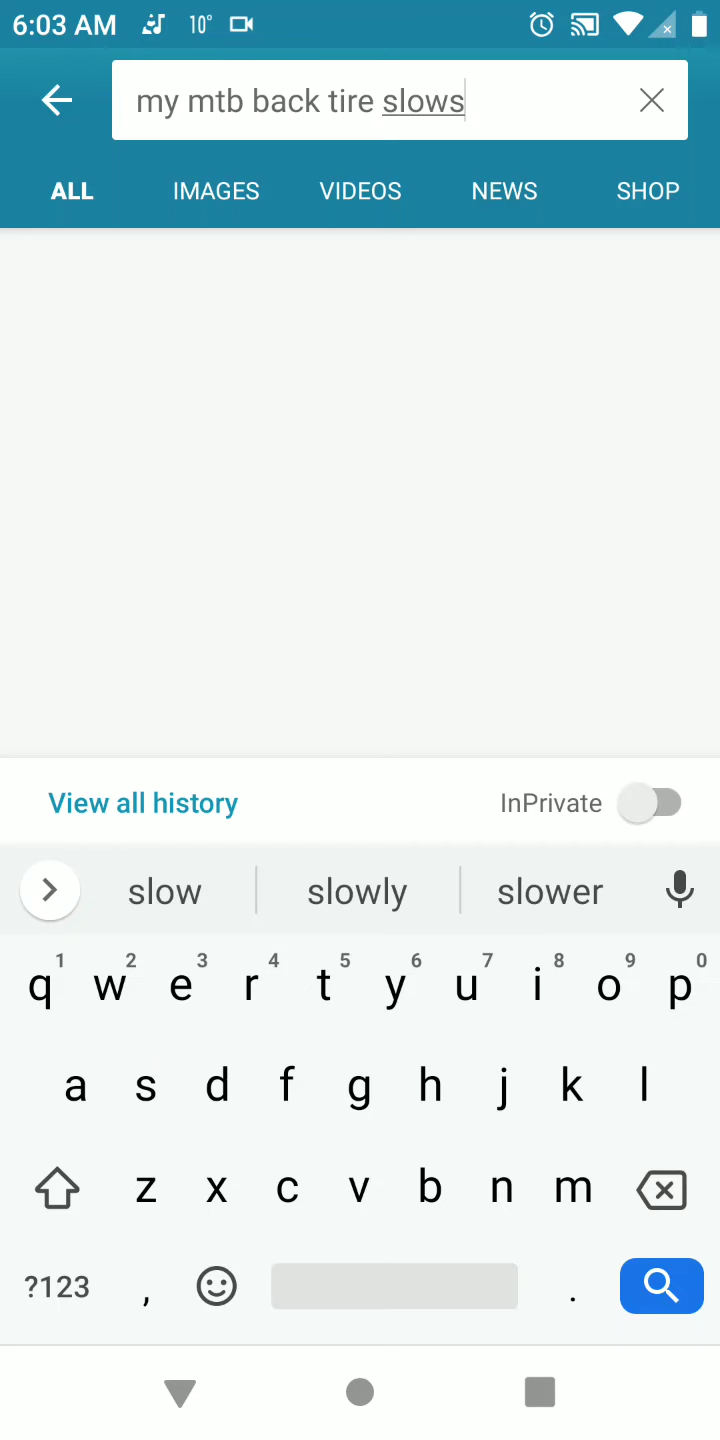 6:03 AM 10°
my mtb back tire slows
ALL IMAGES VIDEOS NEWS SHOP
View all history InPrivate
slow slowly slower
1 2 3 4 5 6 7 8 9 0
q w e r t y u i o p
a s d f g h j k l
z x c v b n m
?123 , .